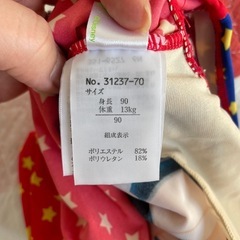 No. 31237-70
サイズ
身長 90
体重 13kg
90
組成表示
ポリエステル 82%
ポリウレタン 18%